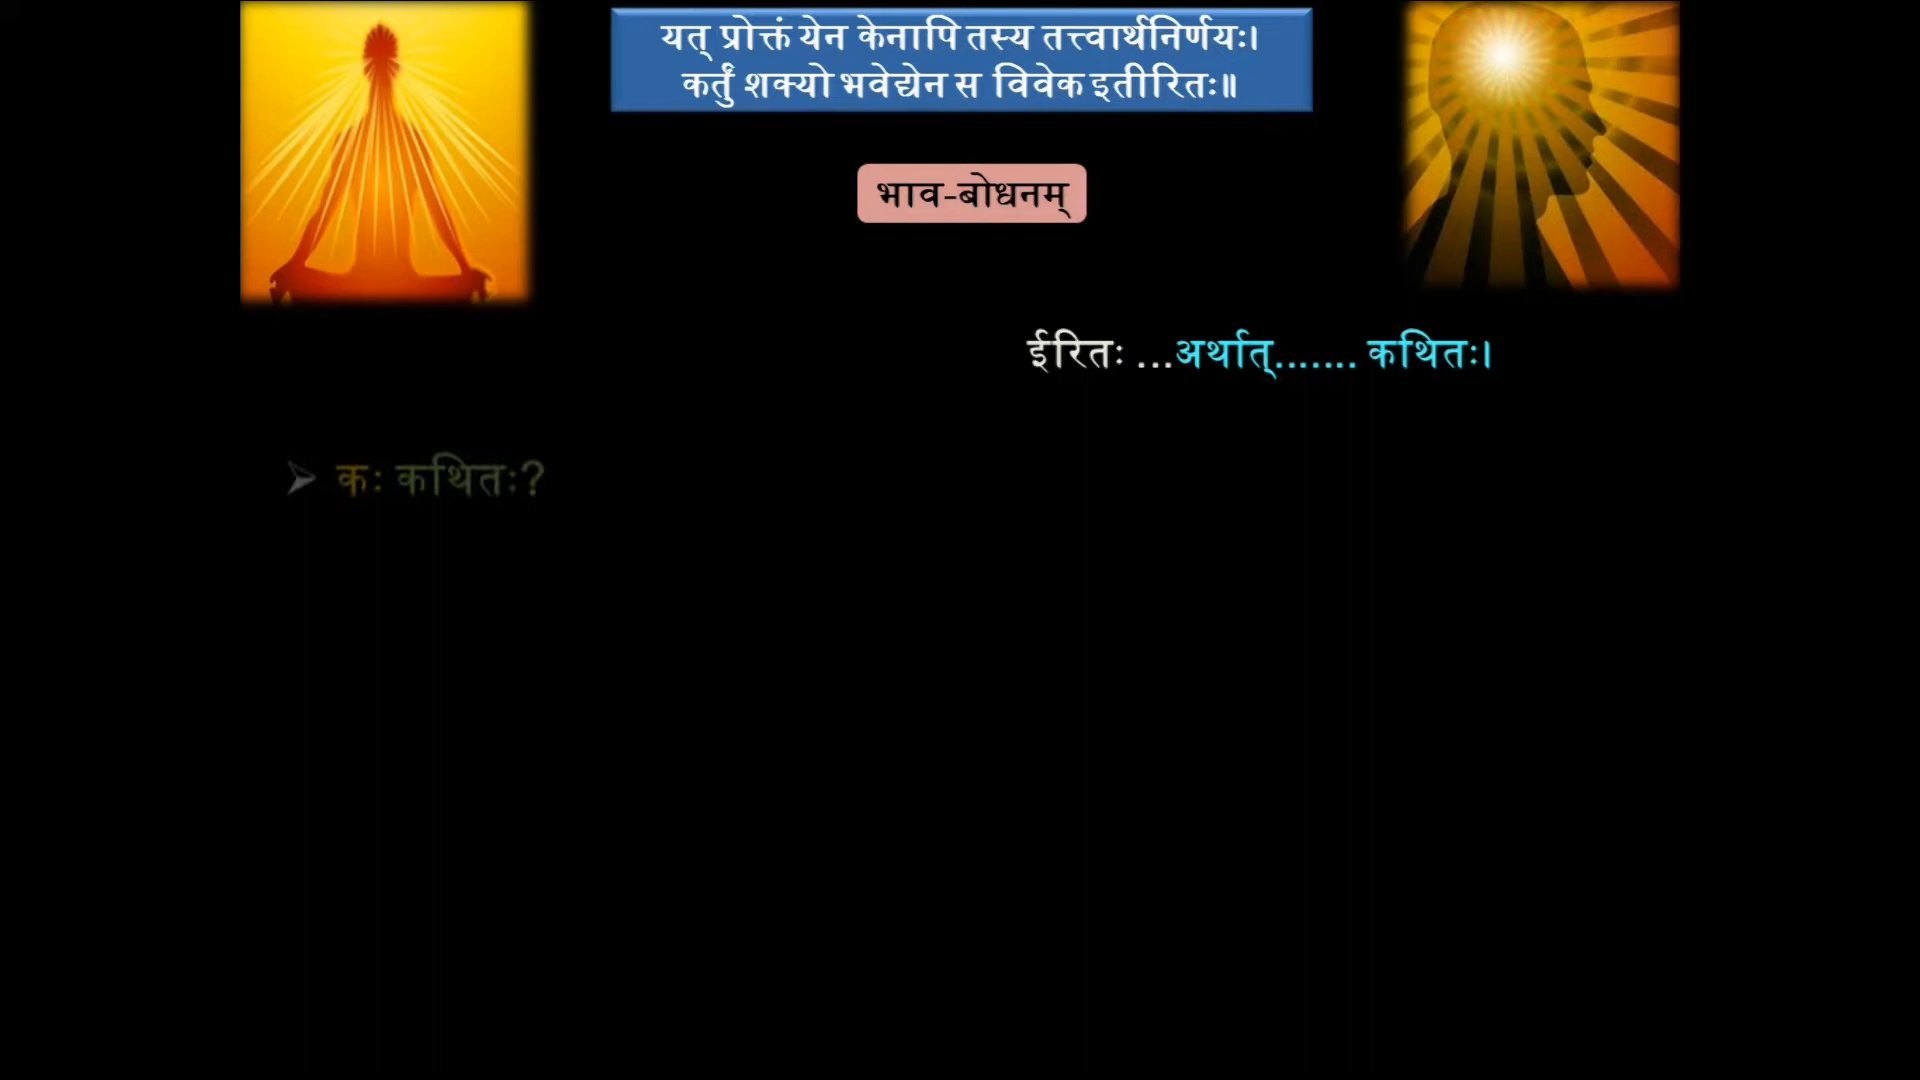 यत् प्रोक्तं येन केनापि तस्य तत्त्वार्थनिर्णयः।
कर्तुं शक्यो भवेद्येन स विवेक इतीरितः॥
भाव-बोधनम्
ईरितः ...अर्थात्....... कथितः।
➢ कः कथितः?